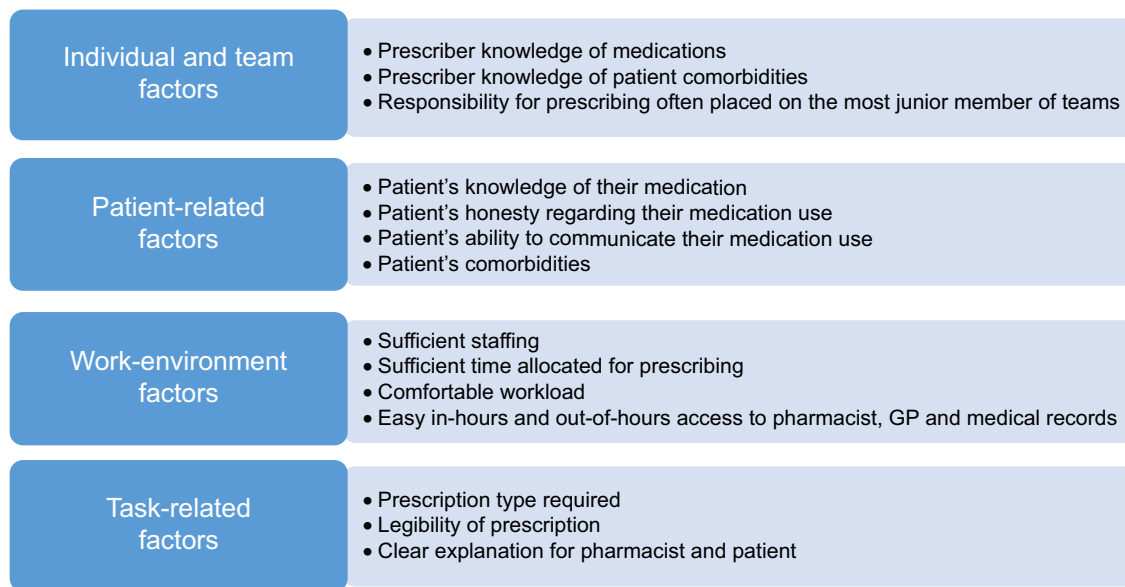 Individual and team
factors
• Prescriber knowledge of medications
• Prescriber knowledge of patient comorbidities
• Responsibility for prescribing often placed on the most junior member of teams
Patient-related
factors
• Patient’s knowledge of their medication
• Patient’s honesty regarding their medication use
• Patient’s ability to communicate their medication use
• Patient’s comorbidities
Work-environment
factors
• Sufficient staffing
• Sufficient time allocated for prescribing
• Comfortable workload
• Easy in-hours and out-of-hours access to pharmacist, GP and medical records
Task-related
factors
• Prescription type required
• Legibility of prescription
• Clear explanation for pharmacist and patient